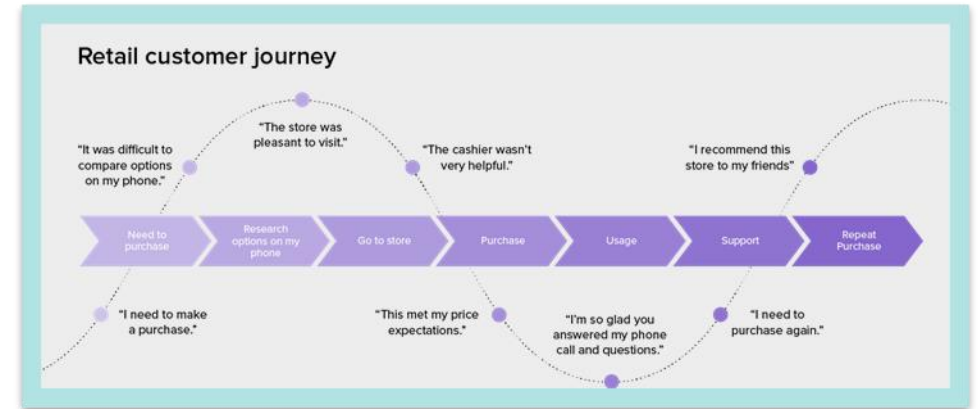 Retail customer journey
"It was difficult to
compare options
on my phone."
"The store was
pleasant to visit."
"The cashier wasn't
very helpful."
"I recommend this
store to my friends"
Need to
purchase
Research
options on my
phone
Go to store
Purchase
Usage
Support
Repeat
Purchase
"I need to make
a purchase."
"This met my price
expectations."
"I'm so glad you
answered my phone
call and questions."
"I need to
purchase again."